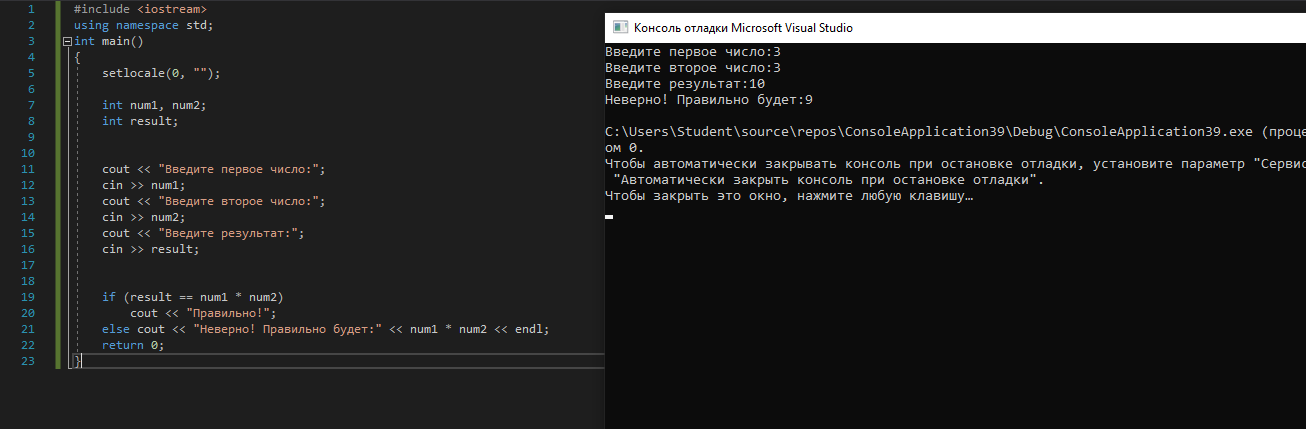 1 #include <iostream>
2 using namespace std;
3 int main()
4 {
5 setlocale(0, "");
6
7 int num1, num2;
8 int result;
9
10
11 cout << "Введите первое число:";
12 cin >> num1;
13 cout << "Введите второе число:";
14 cin >> num2;
15 cout << "Введите результат:";
16 cin >> result;
17
18
19 if (result == num1 * num2)
20 cout << "Правильно!";
21 else cout << "Неверно! Правильно будет:" << num1 * num2 << endl;
22 return 0;
23 }
Консоль отладки Microsoft Visual Studio
Введите первое число:3
Введите второе число:3
Введите результат:10
Неверно! Правильно будет:9
C:\Users\Student\source\repos\ConsoleApplication39\Debug\ConsoleApplication39.exe (проце
ом 0.
Чтобы автоматически закрывать консоль при остановке отладки, установите параметр "Сервис
"Автоматически закрыть консоль при остановке отладки".
Чтобы закрыть это окно, нажмите любую клавишу…